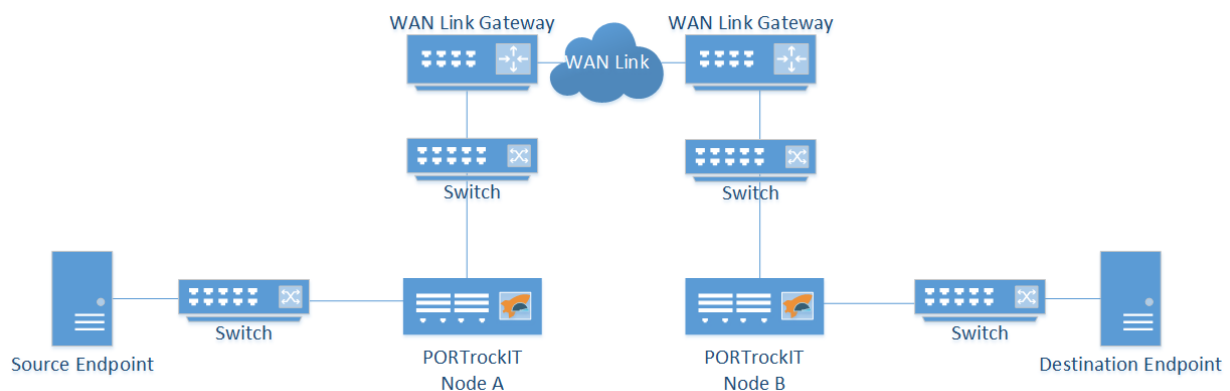 WAN Link Gateway
WAN Link Gateway
WAN Link
Switch
Switch
Switch
Switch
Source Endpoint
PORTrockIT
Node A
PORTrockIT
Node B
Destination Endpoint